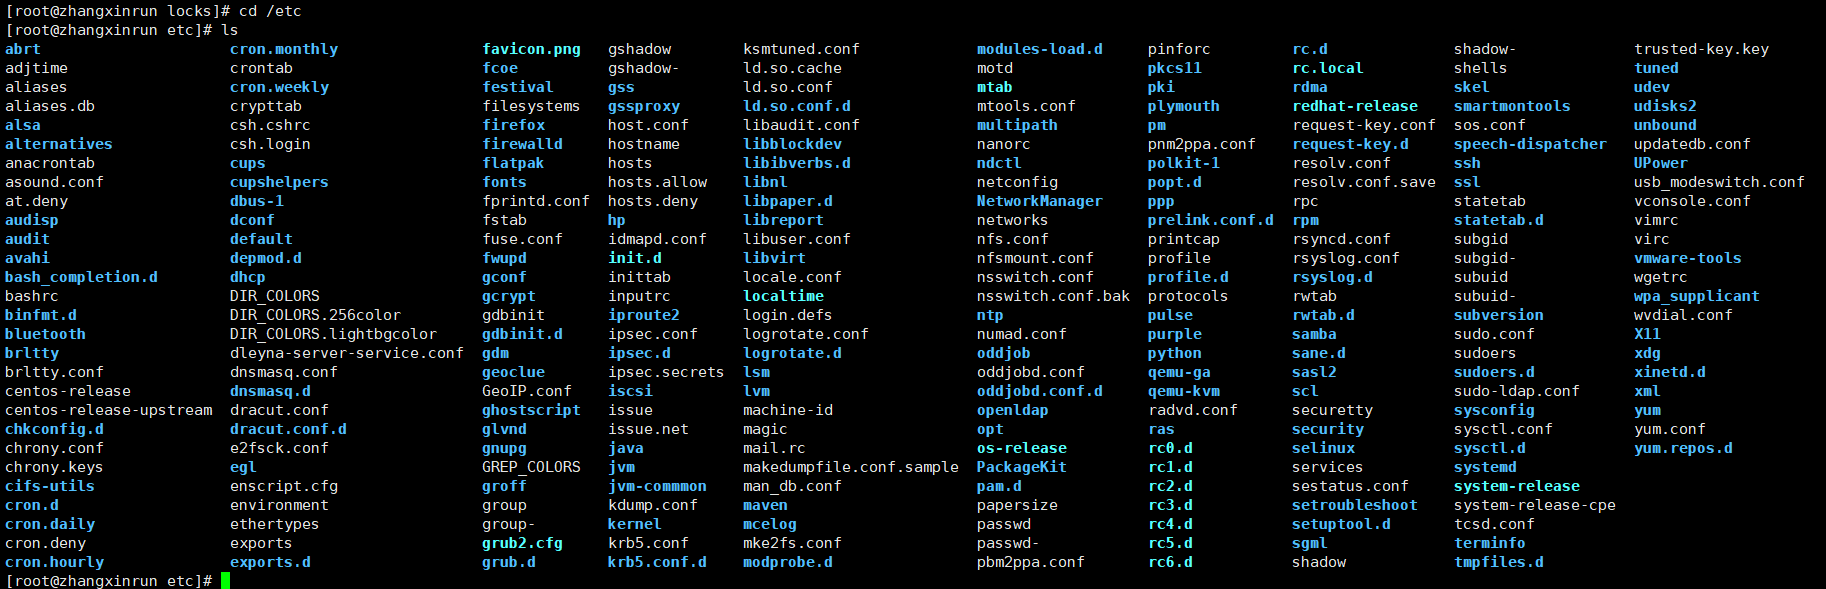 [root@zhangxinrun locks]# cd /etc
[root@zhangxinrun etc]# ls
abrt cron.monthly favicon.png gshadow ksmtuned.conf modules-load.d pinforc rc.d shadow- trusted-key.key
adjtime crontab fcoe gshadow- ld.so.cache motd pkcs11 rc.local shells tuned
aliases cron.weekly festival gss ld.so.conf mtab pki rdma skel udev
aliases.db crypttab filesystems gssproxy ld.so.conf.d mtools.conf plymouth redhat-release smartmontools udisks2
alsa csh.cshrc firefox host.conf libaudit.conf multipath pm request-key.conf sos.conf unbound
alternatives csh.login firewalld hostname libblockdev nanorc pnm2ppa.conf request-key.d speech-dispatcher updatedb.conf
anacrontab cups flatpak hosts libibverbs.d ndctl polkit-1 resolv.conf ssh UPower
asound.conf cupshelpers fonts hosts.allow libnl netconfig popt.d resolv.conf.save ssl usb_modeswitch.conf
at.deny dbus-1 fprintd.conf hosts.deny libpaper.d NetworkManager ppp rpc statetab vconsole.conf
audisp dconf fstab hp libreport networks prelink.conf.d rpm statetab.d vimrc
audit default fuse.conf idmapd.conf libuser.conf nfs.conf printcap rsyncd.conf subgid virc
avahi depmod.d fwupd init.d libvirt nfsmount.conf profile rsyslog.conf subgid- vmware-tools
bash_completion.d dhcp gconf inittab locale.conf nsswitch.conf profile.d rsyslog.d subuid wgetrc
bashrc DIR_COLORS gcrypt inputrc localtime nsswitch.conf.bak protocols rwtab subuid- wpa_supplicant
binfmt.d DIR_COLORS.256color gdbinit iproute2 login.defs ntp pulse rwtab.d subversion wvdial.conf
bluetooth DIR_COLORS.lightbgcolor gdbinit.d ipsec.conf logrotate.conf numad.conf purple samba sudo.conf X11
brltty dleyna-server-service.conf gdm ipsec.d logrotate.d oddjob python sane.d sudoers xdg
brltty.conf dnsmasq.conf geoclue ipsec.secrets lsm oddjobd.conf qemu-ga sasl2 sudoers.d xinetd.d
centos-release dnsmasq.d GeoIP.conf iscsi lvm oddjobd.conf.d qemu-kvm scl sudo-ldap.conf xml
centos-release-upstream dracut.conf ghostscript issue machine-id openldap radvd.conf securetty sysconfig yum
chkconfig.d dracut.conf.d glvnd issue.net magic opt ras security sysctl.conf yum.conf
chrony.conf e2fsck.conf gnupg java mail.rc os-release rc0.d selinux sysctl.d yum.repos.d
chrony.keys egl GREP_COLORS jvm makedumpfile.conf.sample PackageKit rc1.d services systemd
cifs-utils enscript.cfg groff jvm-commmon man_db.conf pam.d rc2.d sestatus.conf system-release
cron.d environment group kdump.conf maven papersize rc3.d setroubleshoot system-release-cpe
cron.daily ethertypes group- kernel mcelog passwd rc4.d setuptool.d tcsd.conf
cron.deny exports grub2.cfg krb5.conf mke2fs.conf passwd- rc5.d sgml terminfo
cron.hourly exports.d grub.d krb5.conf.d modprobe.d pbm2ppa.conf rc6.d shadow tmpfiles.d
[root@zhangxinrun etc]#